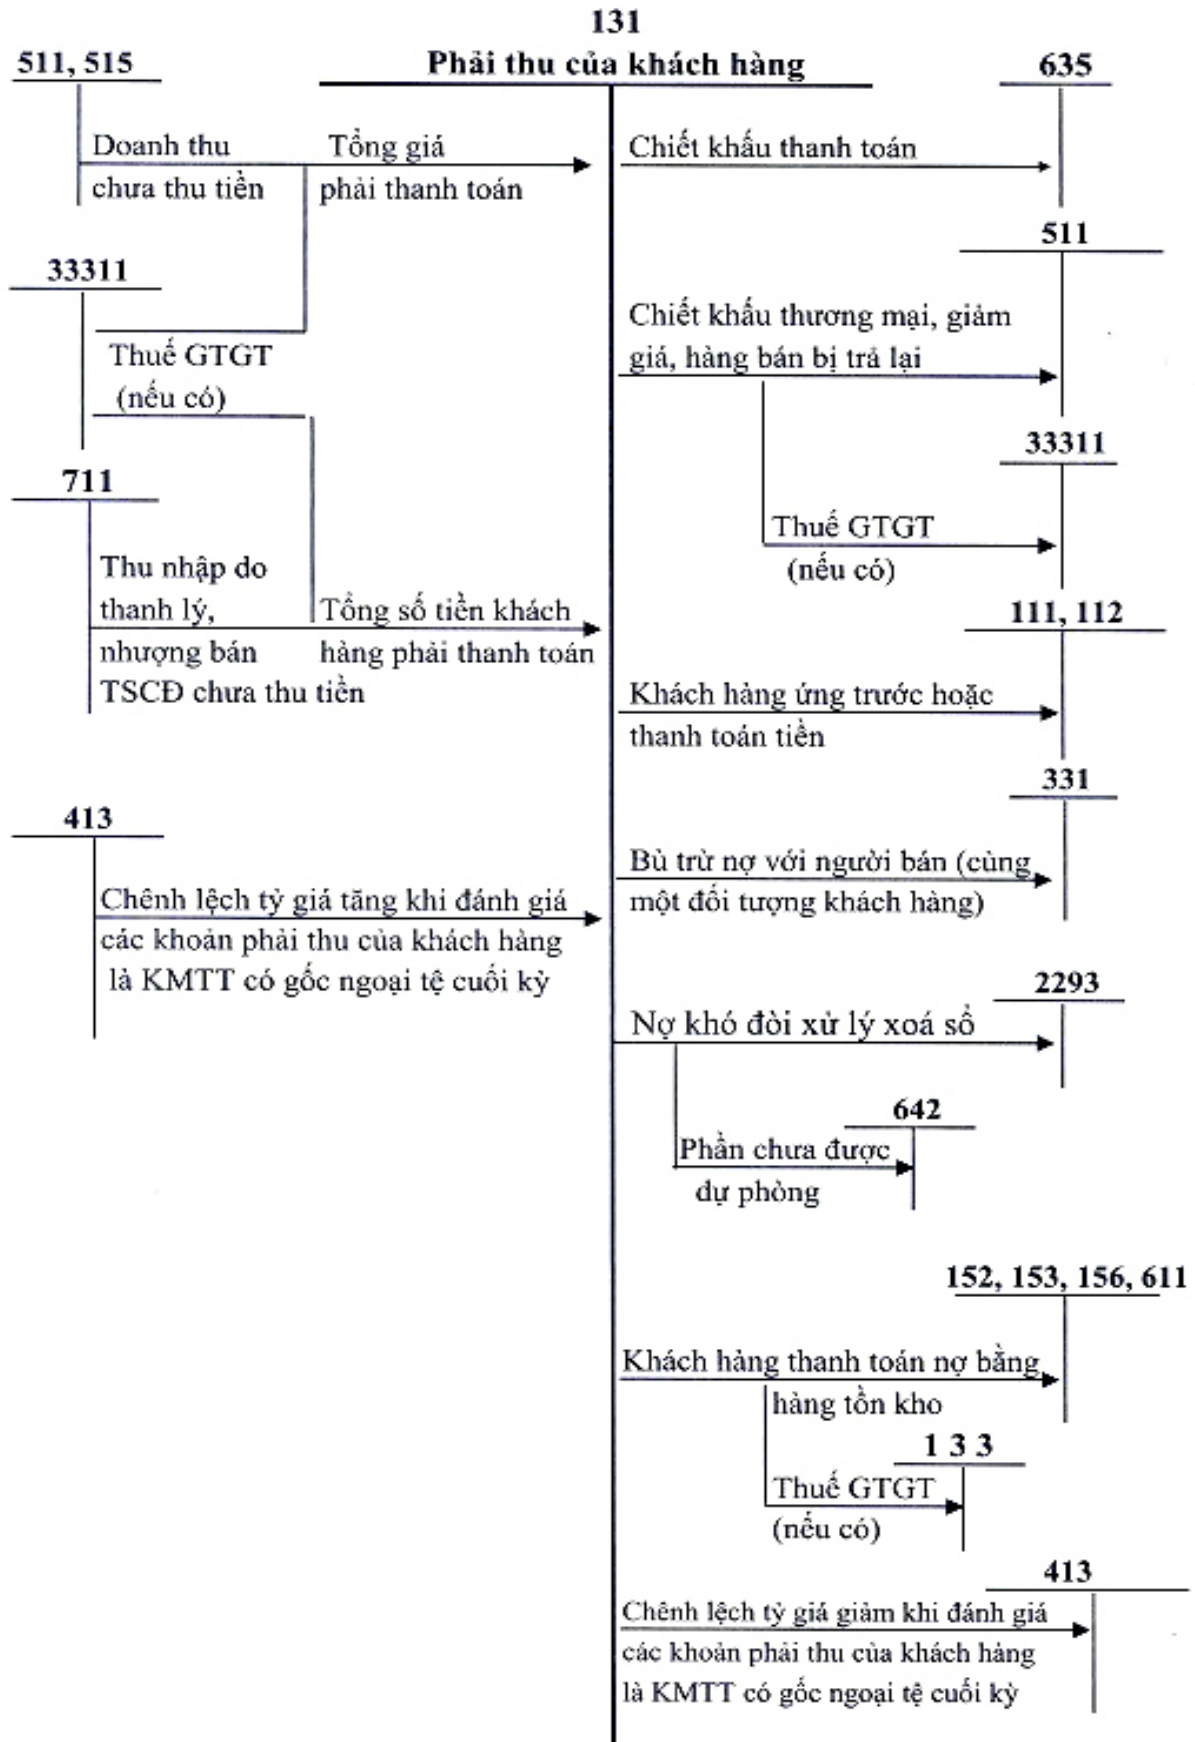 131
Phải thu của khách hàng
511, 515
Doanh thu
chưa thu tiền
Tổng giá
phải thanh toán
33311
Thuế GTGT
(nếu có)
711
Thu nhập do
thanh lý,
nhượng bán
TSCĐ chưa thu tiền
Tổng số tiền khách
hàng phải thanh toán
413
Chênh lệch tỷ giá tăng khi đánh giá
các khoản phải thu của khách hàng
là KMTT có gốc ngoại tệ cuối kỳ
635
Chiết khấu thanh toán
511
Chiết khấu thương mại, giảm
giá, hàng bán bị trả lại
33311
Thuế GTGT
(nếu có)
111, 112
Khách hàng ứng trước hoặc
thanh toán tiền
331
Bù trừ nợ với người bán (cùng
một đối tượng khách hàng)
2293
Nợ khó đòi xử lý xoá sổ
642
Phần chưa được
dự phòng
152, 153, 156, 611
Khách hàng thanh toán nợ bằng
hàng tồn kho
1 3 3
Thuế GTGT
(nếu có)
413
Chênh lệch tỷ giá giảm khi đánh giá
các khoản phải thu của khách hàng
là KMTT có gốc ngoại tệ cuối kỳ